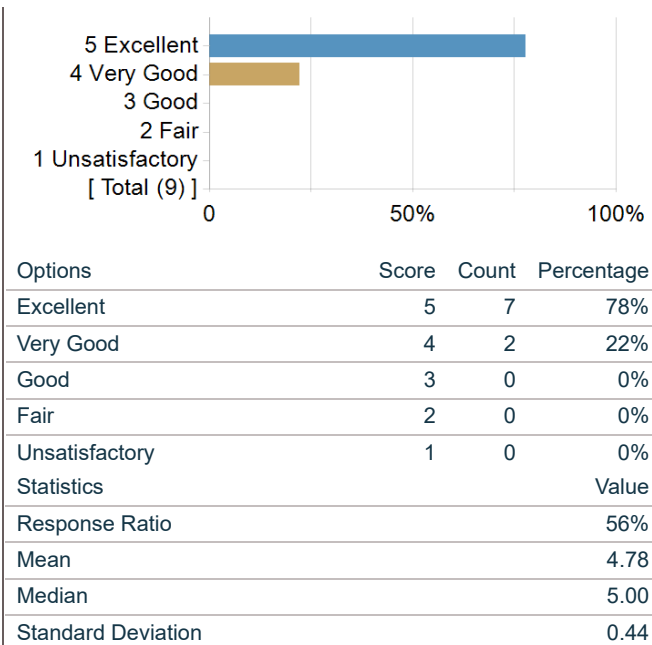 5 Excellent
4 Very Good
3 Good
2 Fair
1 Unsatisfactory
[ Total (9) ]
0 50% 100%
Options Score Count Percentage
Excellent 5 7 78%
Very Good 4 2 22%
Good 3 0 0%
Fair 2 0 0%
Unsatisfactory 1 0 0%
Statistics Value
Response Ratio 56%
Mean 4.78
Median 5.00
Standard Deviation 0.44